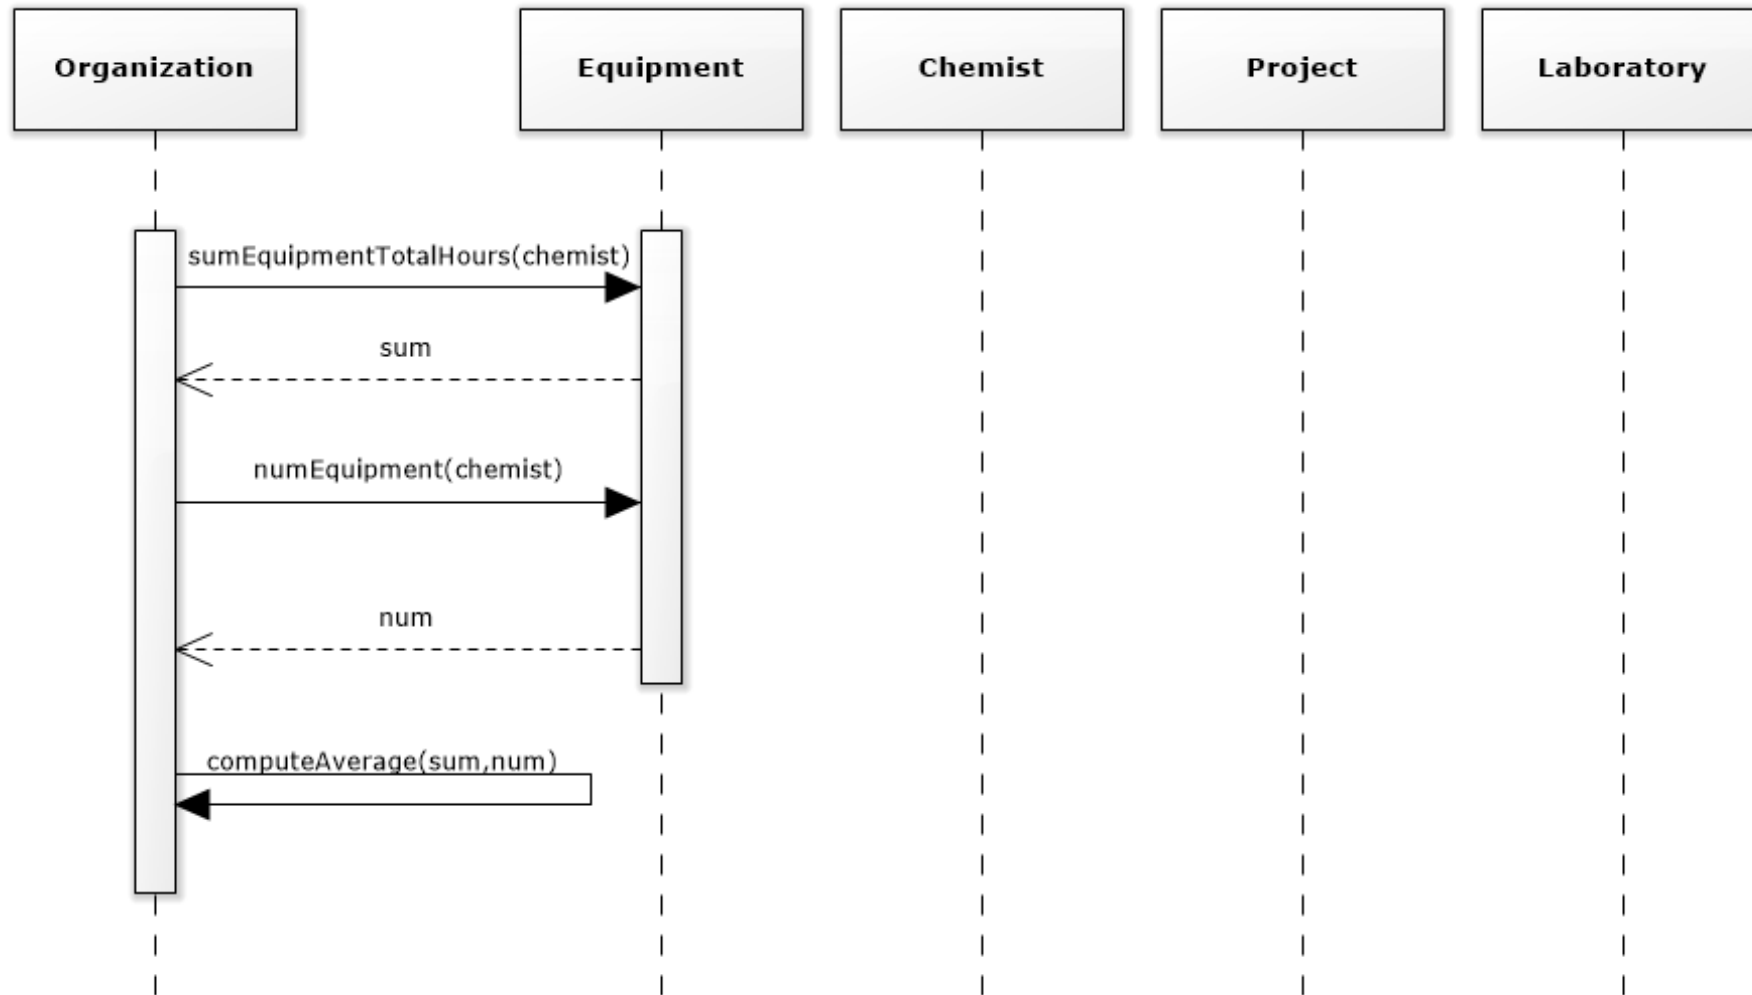 Organization
Equipment
Chemist
Project
Laboratory
sumEquipmentTotalHours(chemist)
sum
numEquipment(chemist)
num
computeAverage(sum,num)